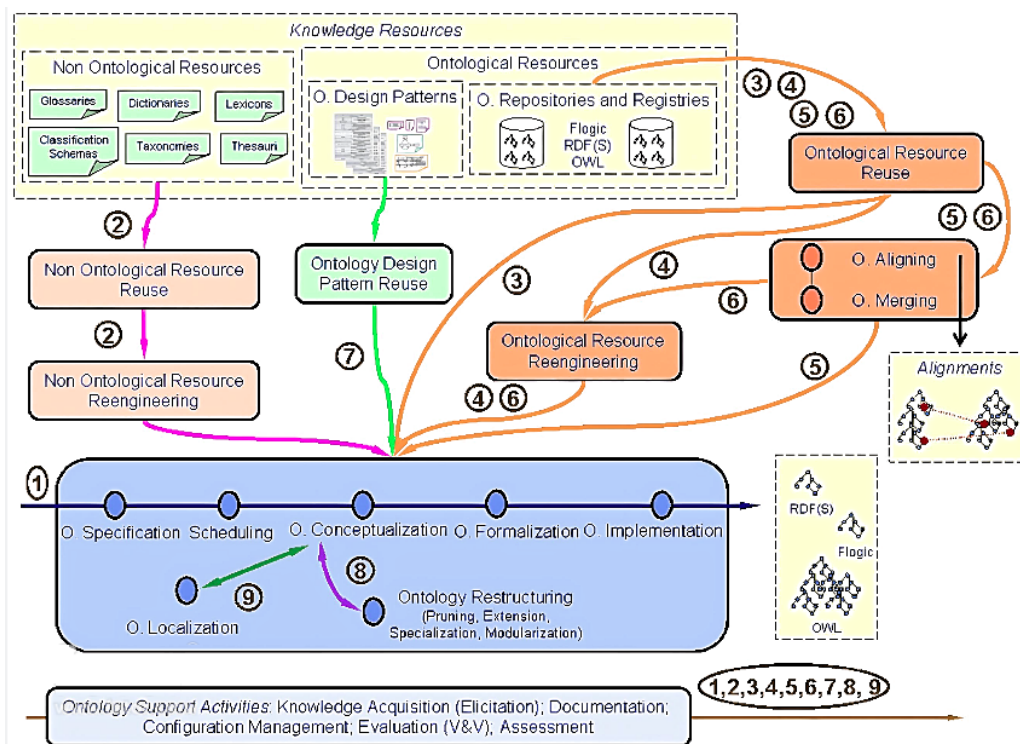 Knowledge Resources
Non Ontological Resources
Glossaries
Dictionaries
Lexicons
Classification
Schemas
Taxonomies
Thesauri
Ontological Resources
O. Design Patterns
O. Repositories and Registries
Flogic
RDF(S)
OWL
3 4
5 6
Ontological Resource
Reuse
2
Non Ontological Resource
Reuse
Ontology Design
Pattern Reuse
3
4
5 6
O. Aligning
O. Merging
6
2
Non Ontological Resource
Reengineering
7
Ontological Resource
Reengineering
4 6
5
Alignments
1
O. Specification
Scheduling
O. Conceptualization
O. Formalization
O. Implementation
RDF(S)
Flogic
OWL
9
8
O. Localization
Ontology Restructuring
(Pruning, Extension,
Specialization, Modularization)
1,2,3,4,5,6,7,8, 9
Ontology Support Activities: Knowledge Acquisition (Elicitation); Documentation;
Configuration Management; Evaluation (V&V); Assessment